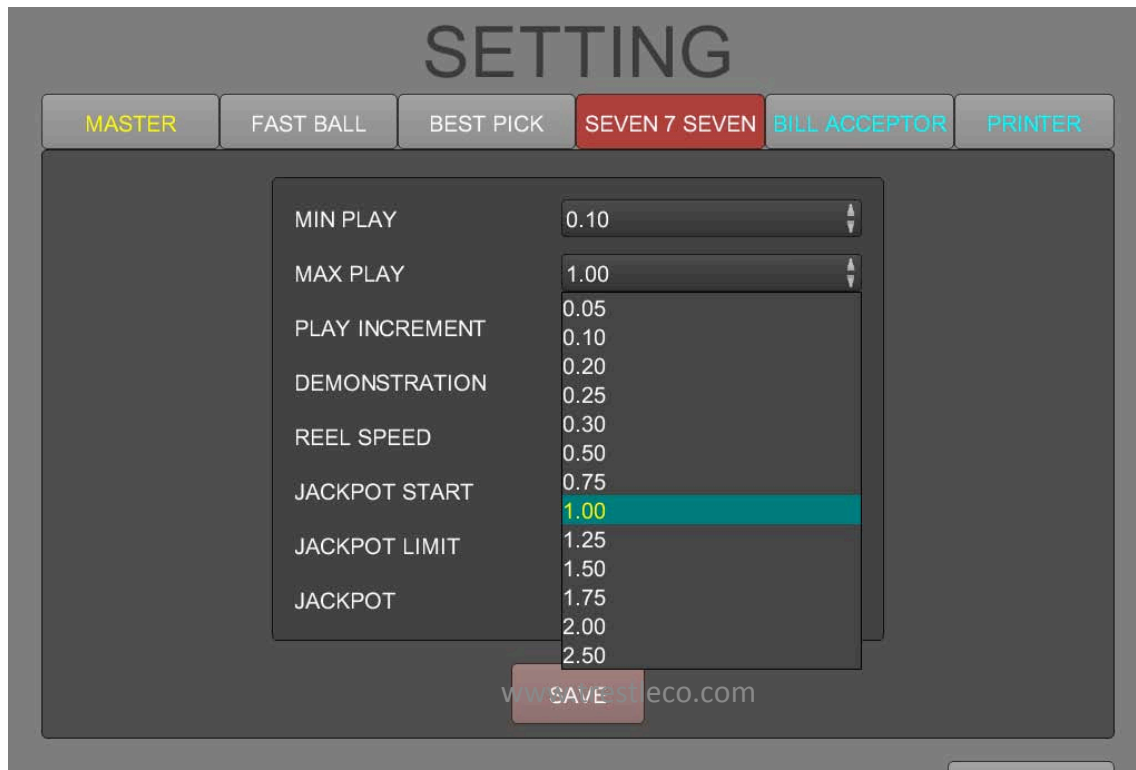 SETTING
MASTER FAST BALL BEST PICK SEVEN 7 SEVEN BILL ACCEPTOR PRINTER
MIN PLAY 0.10
MAX PLAY 1.00
PLAY INCREMENT
DEMONSTRATION
REEL SPEED
JACKPOT START
JACKPOT LIMIT
JACKPOT
0.05
0.10
0.20
0.25
0.30
0.50
0.75
1.00
1.25
1.50
1.75
2.00
2.50
SAVE